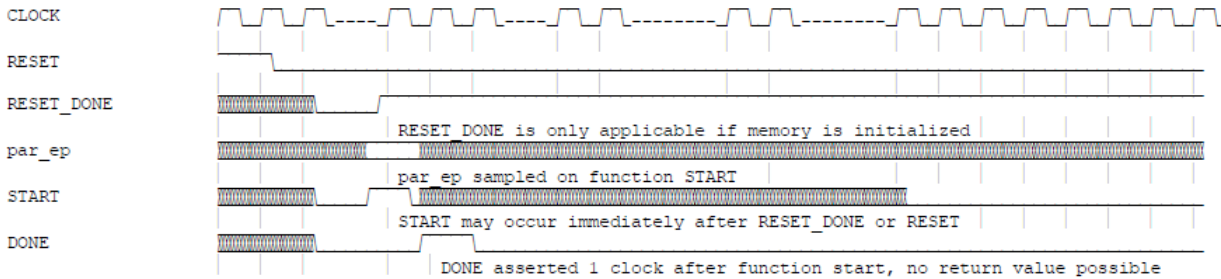 CLOCK
RESET
RESET_DONE
RESET_DONE is only applicable if memory is initialized
par_ep
par_ep sampled on function START
START
START may occur immediately after RESET_DONE or RESET
DONE
DONE asserted 1 clock after function start, no return value possible